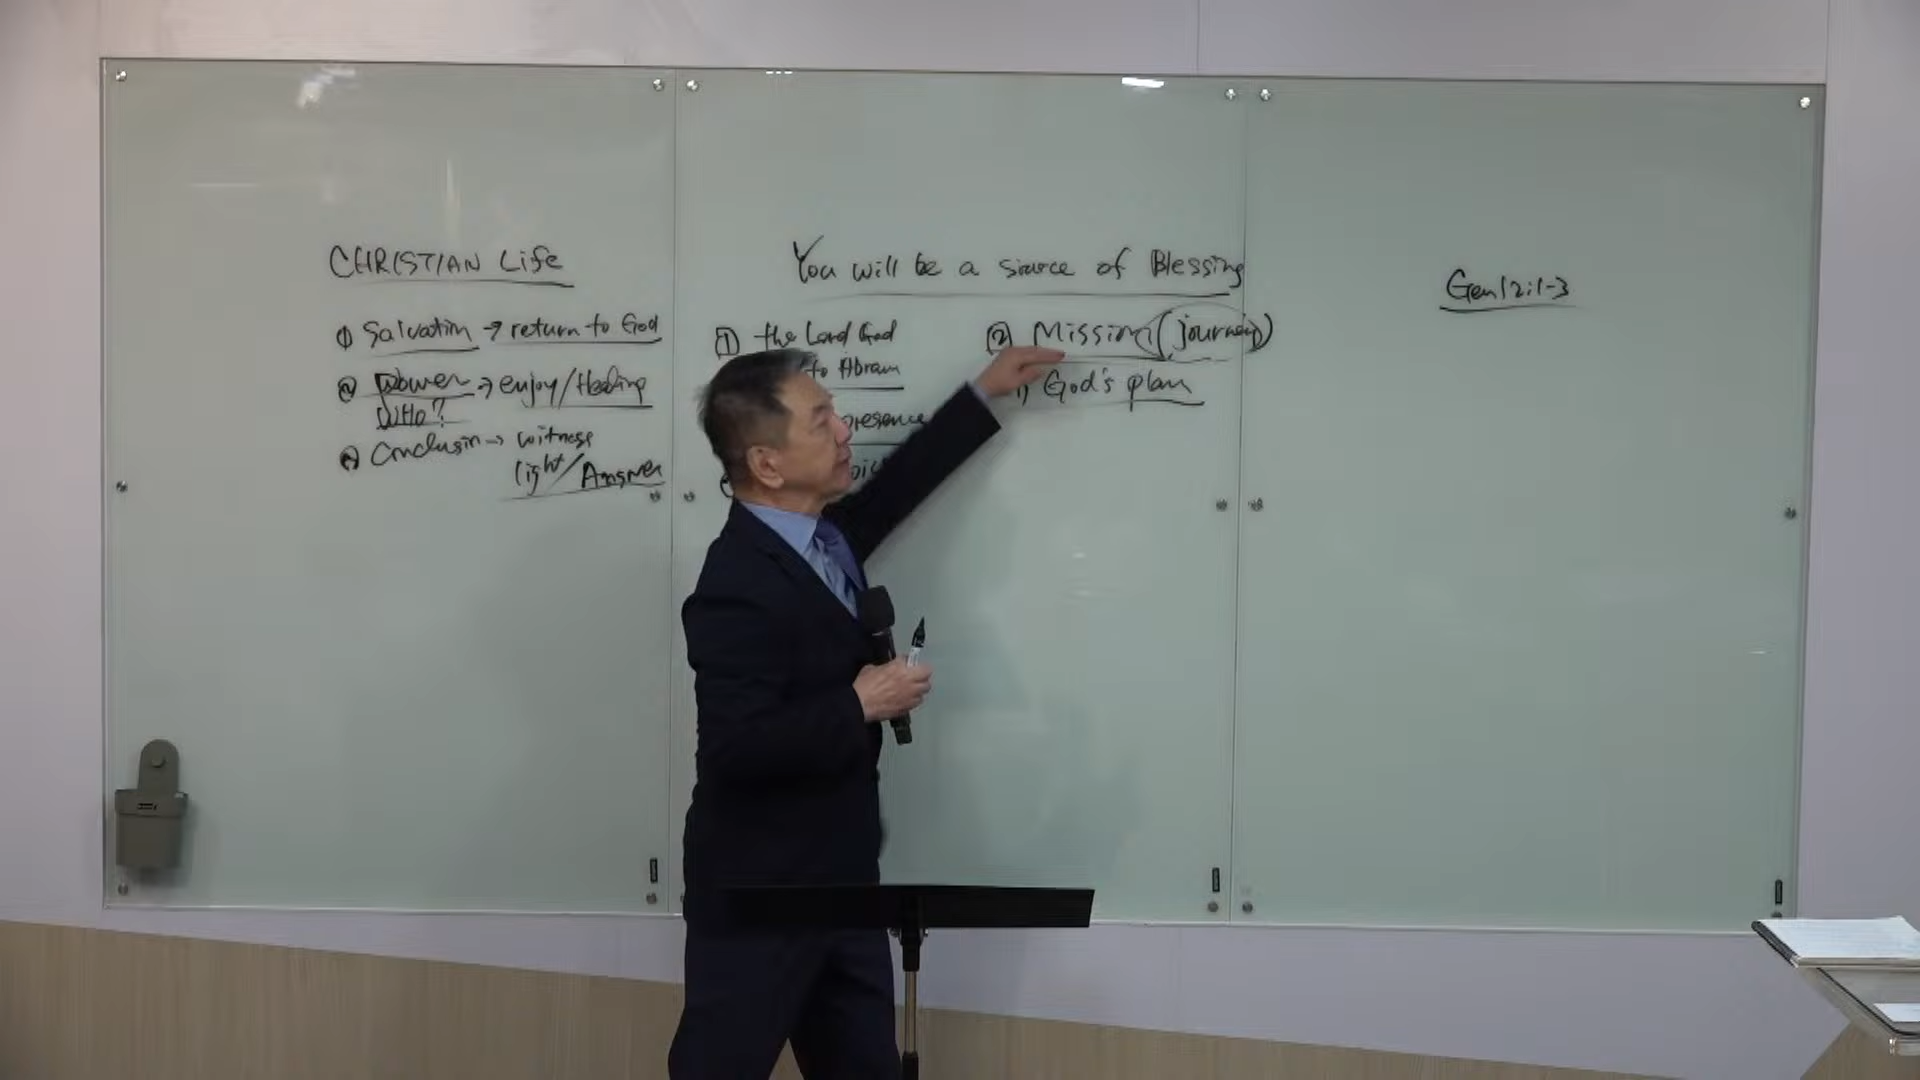 CHRISTIAN Life
① Salvation → return to God
② Power → enjoy/Healing
WHO?
③ Conclusion → witness
light/Answer
You will be a source of Blessing
① the Lord God
to Abram
presence
② Mission (journey)
1) God's plan
Gen 12:1-3